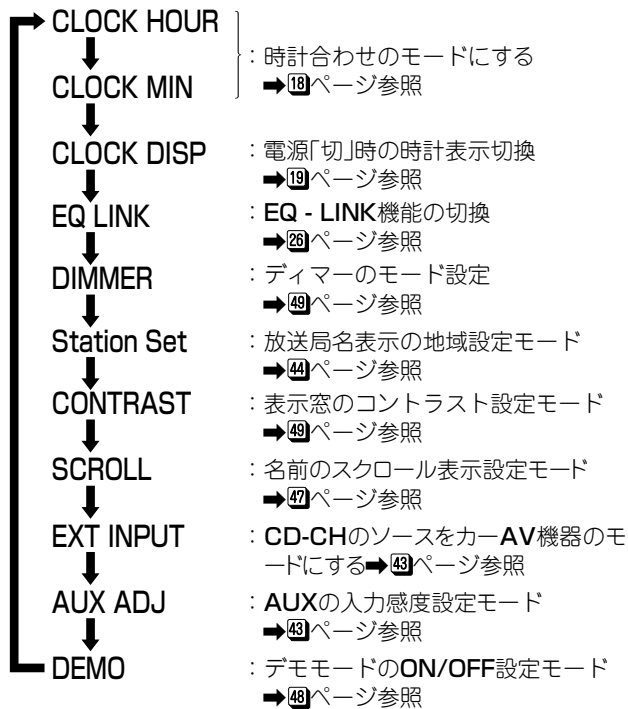 CLOCK HOUR
：時計合わせのモードにする
CLOCK MIN
➡18ページ参照
CLOCK DISP ：電源「切」時の時計表示切換
➡19ページ参照
EQ LINK ：EQ - LINK機能の切換
➡26ページ参照
DIMMER ：ディマーのモード設定
➡49ページ参照
Station Set ：放送局名表示の地域設定モード
➡44ページ参照
CONTRAST ：表示窓のコントラスト設定モード
➡49ページ参照
SCROLL ：名前のスクロール表示設定モード
➡47ページ参照
EXT INPUT ：CD-CHのソースをカーAV機器のモ
ードにする➡43ページ参照
AUX ADJ ：AUXの入力感度設定モード
➡43ページ参照
DEMO ：デモモードのON/OFF設定モード
➡48ページ参照